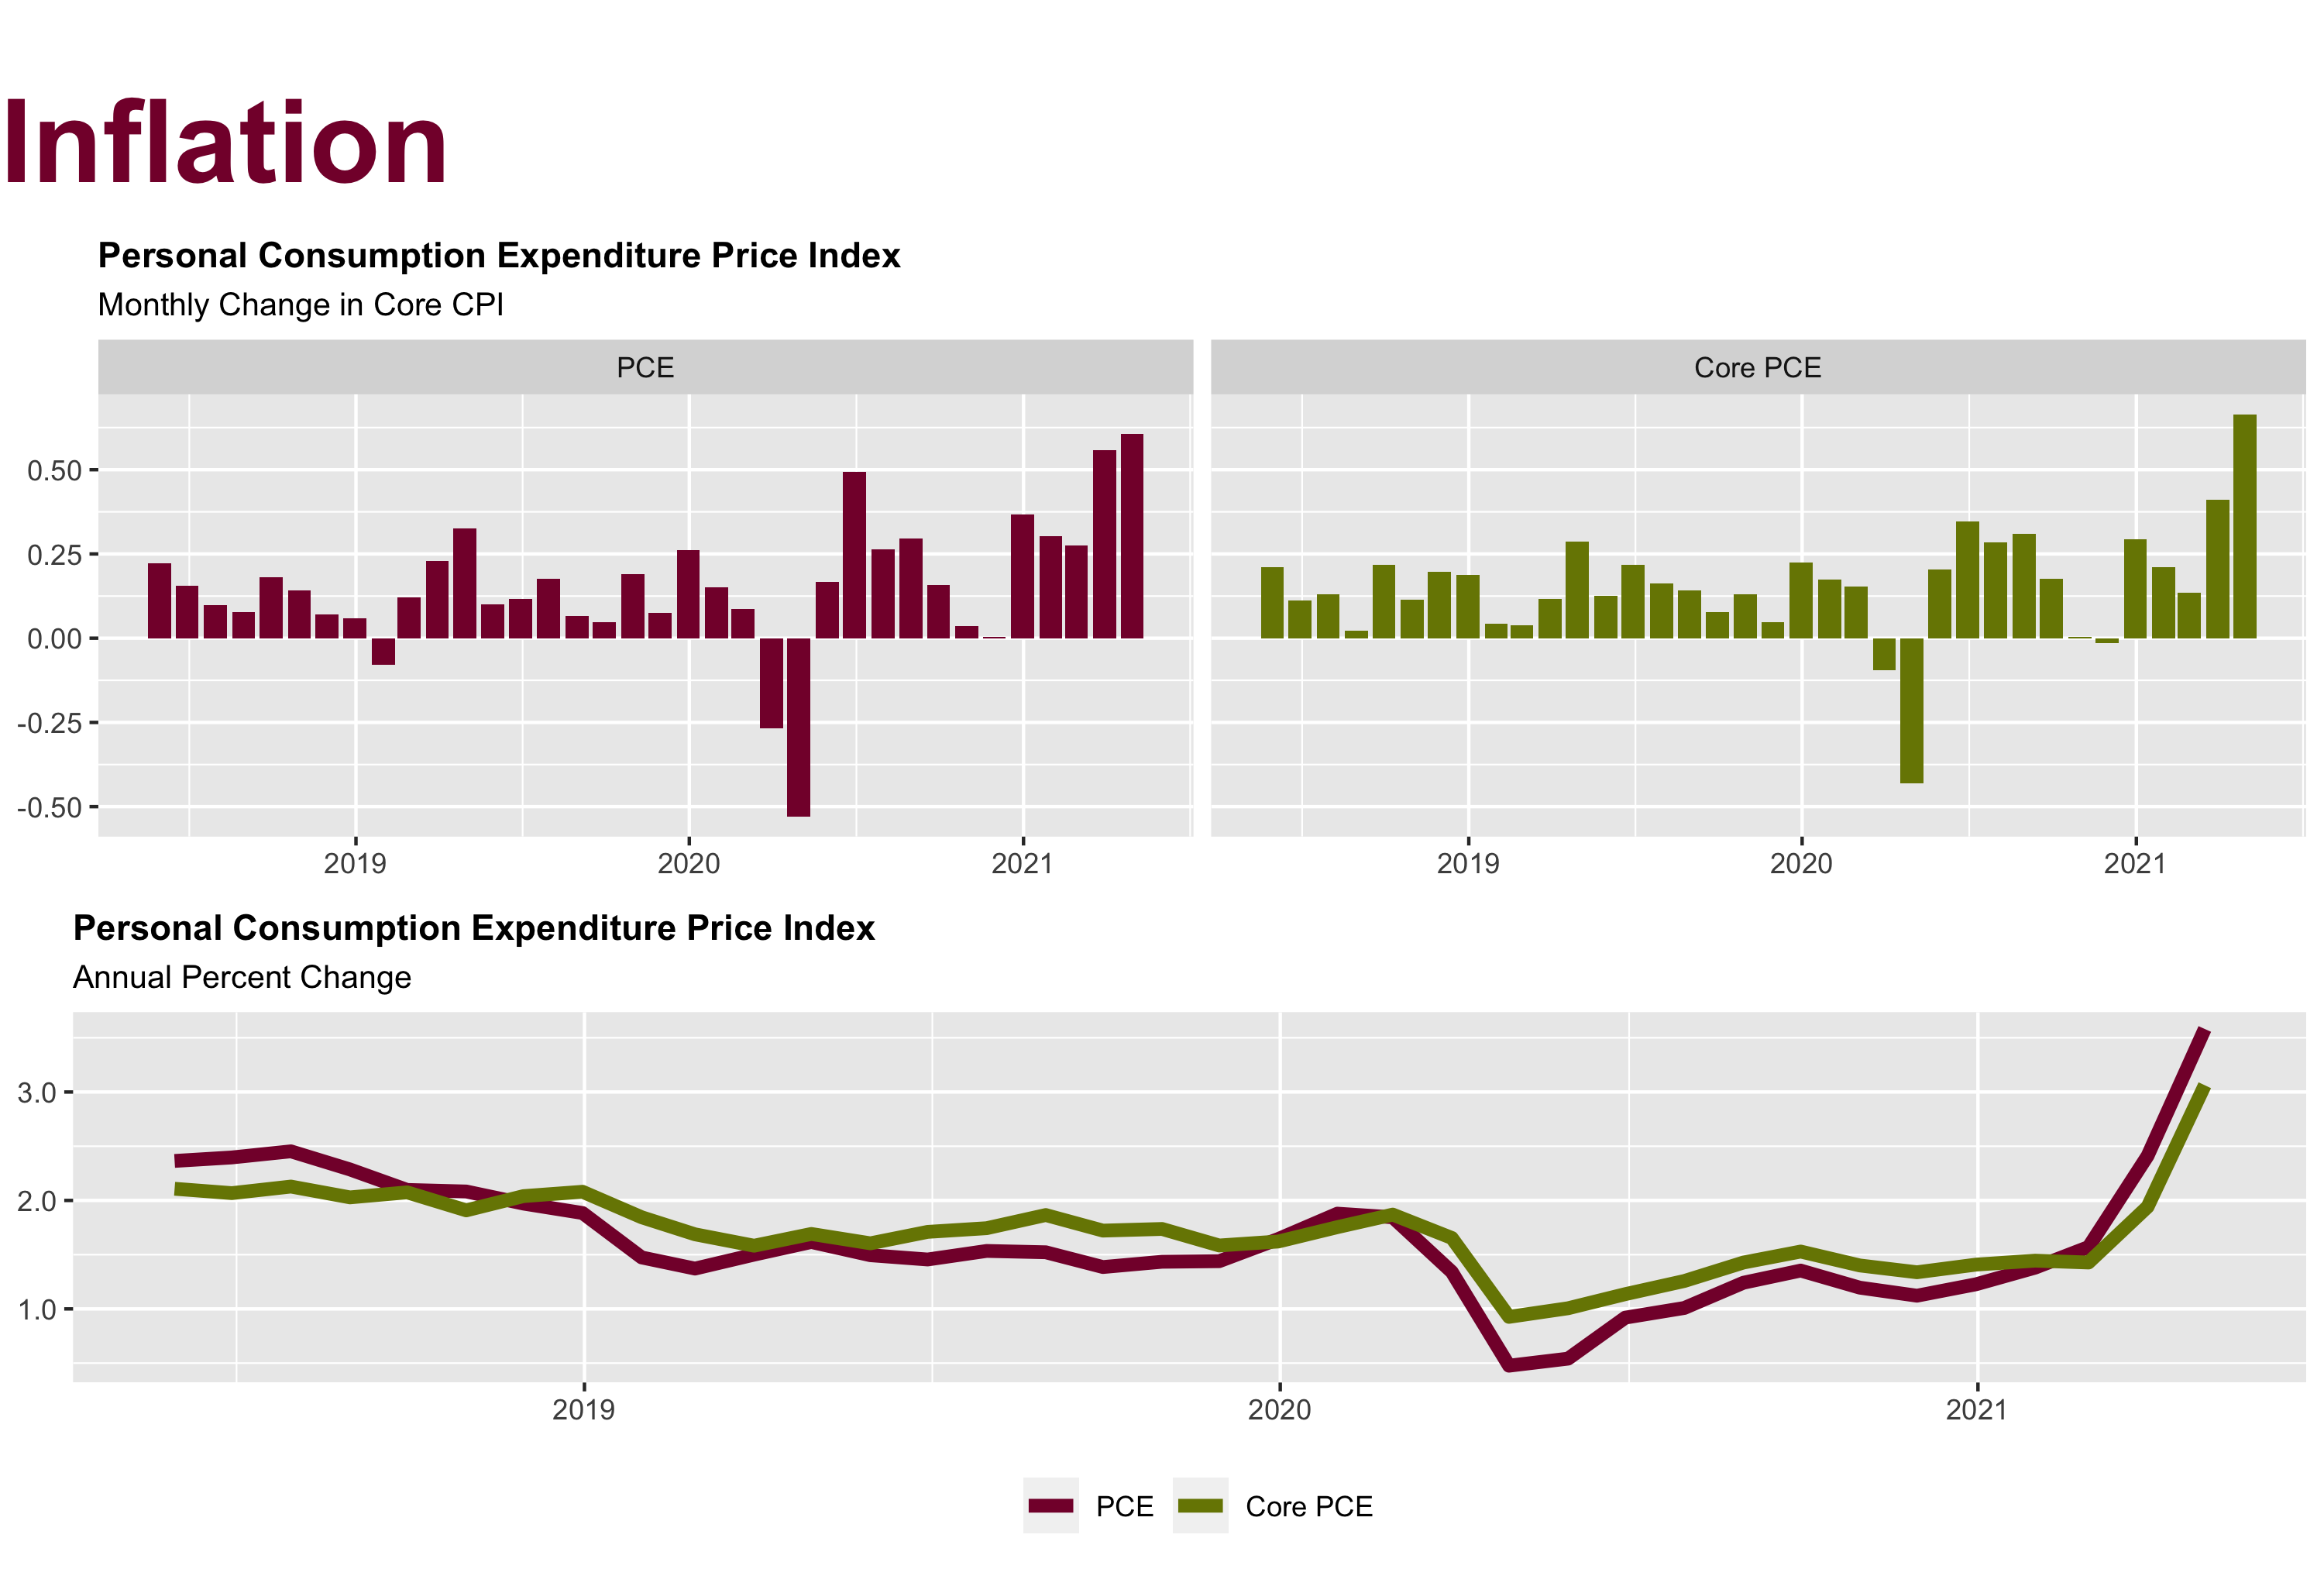 Inflation
Personal Consumption Expenditure Price Index
Monthly Change in Core CPI
PCE
Core PCE
0.50
0.25
0.00
-0.25
-0.50
2019
2020
2021
2019
2020
2021
Personal Consumption Expenditure Price Index
Annual Percent Change
3.0
2.0
1.0
2019
2020
2021
PCE
Core PCE